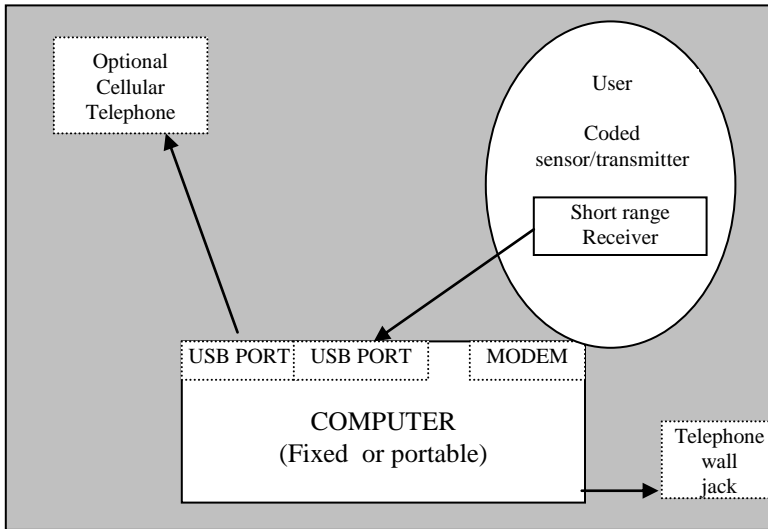 Optional
Cellular
Telephone
User
Coded
sensor/transmitter
Short range
Receiver
USB PORT
USB PORT
MODEM
COMPUTER
(Fixed or portable)
Telephone
wall
jack